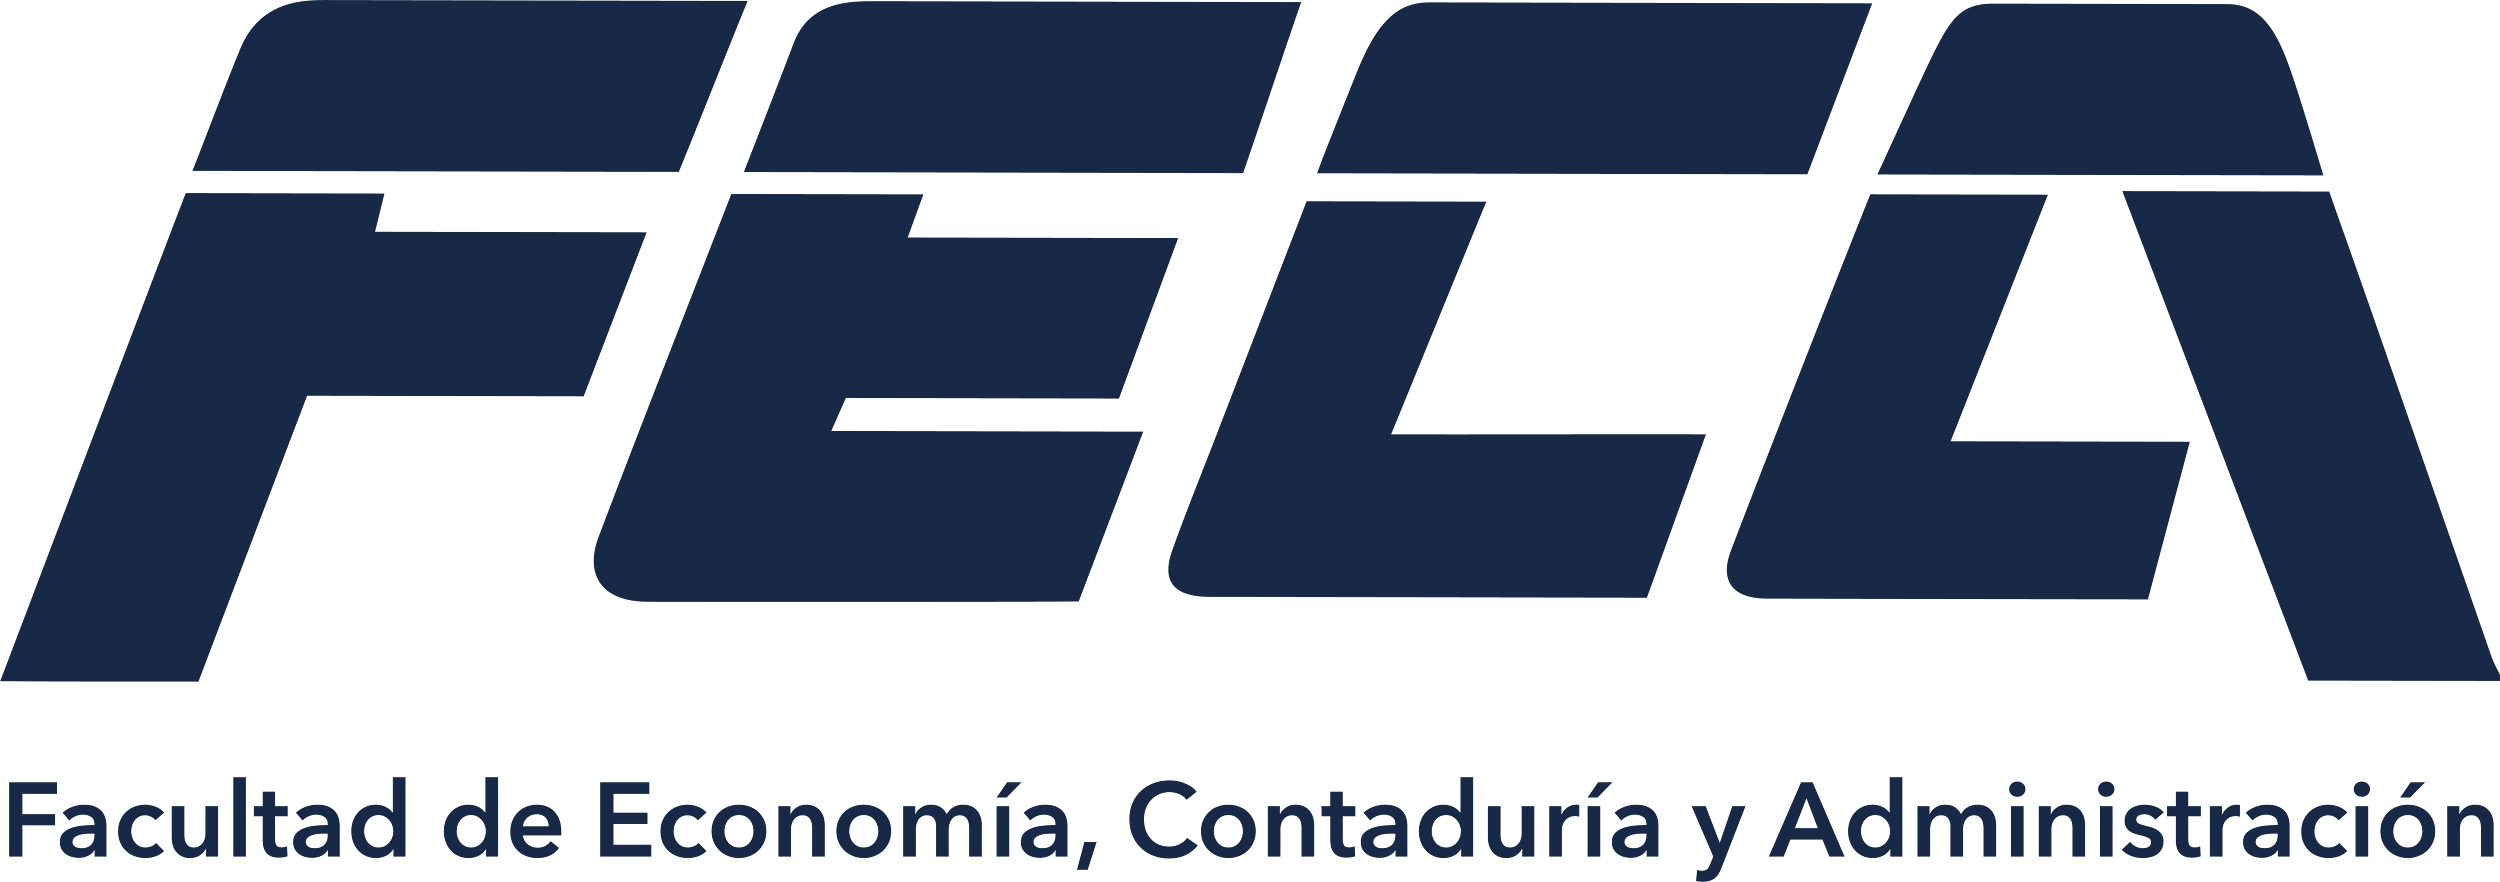 FECA
Facultad de Economía, Contaduría y Administración